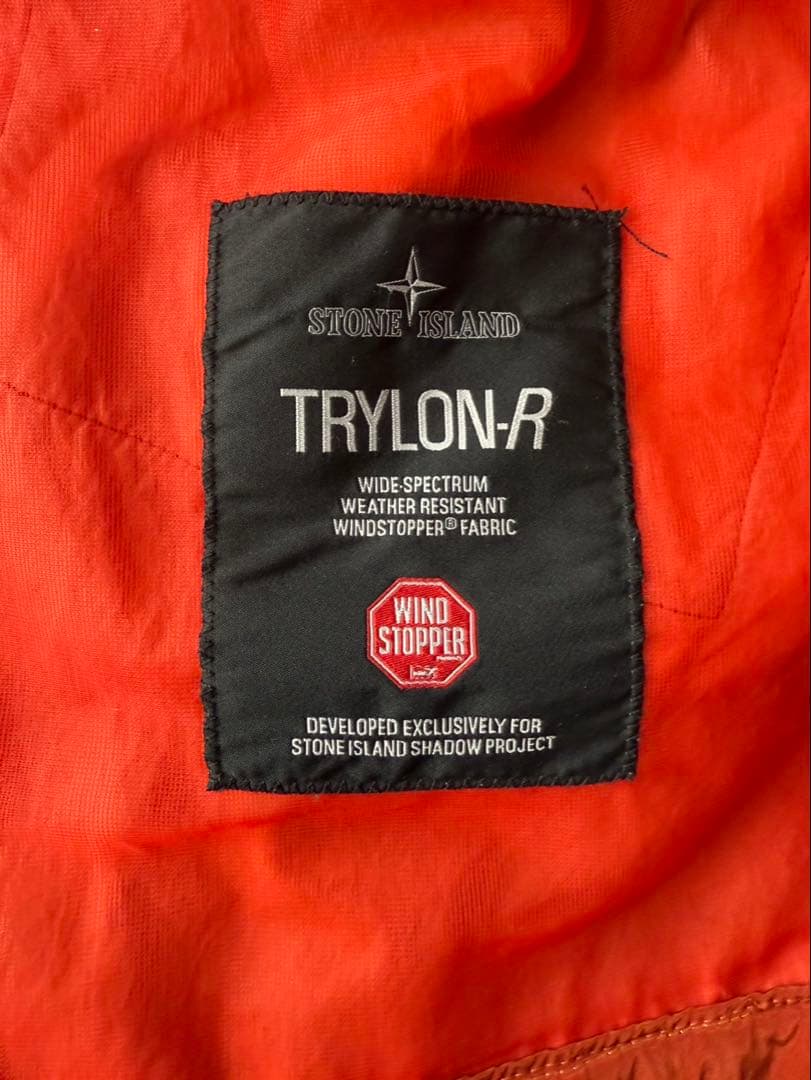 STONE ISLAND
TRYLON-R
WIDE-SPECTRUM
WEATHER RESISTANT
WINDSTOPPER® FABRIC
WIND
STOPPER
DEVELOPED EXCLUSIVELY FOR
STONE ISLAND SHADOW PROJECT